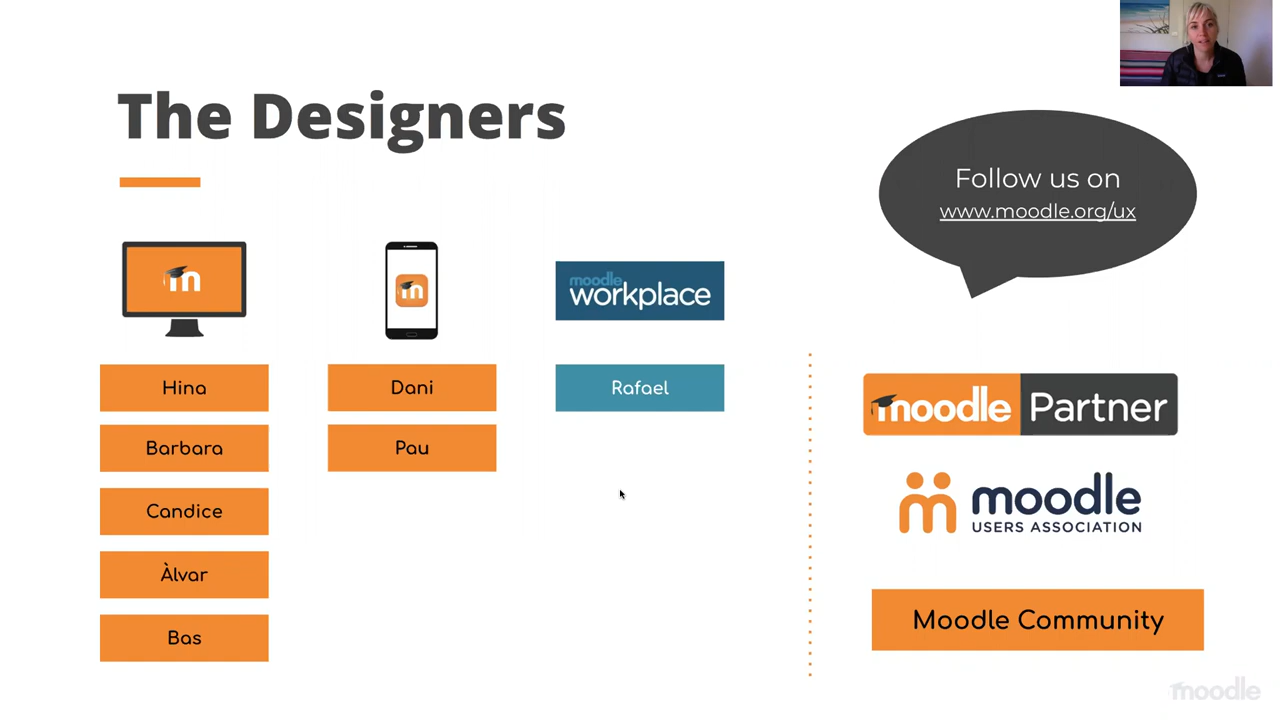 The Designers
Follow us on
www.moodle.org/ux
m
m
moodle
workplace
Hina
Barbara
Candice
Àlvar
Bas
Dani
Pau
Rafael
moodle Partner
moodle
USERS ASSOCIATION
Moodle Community
moodle